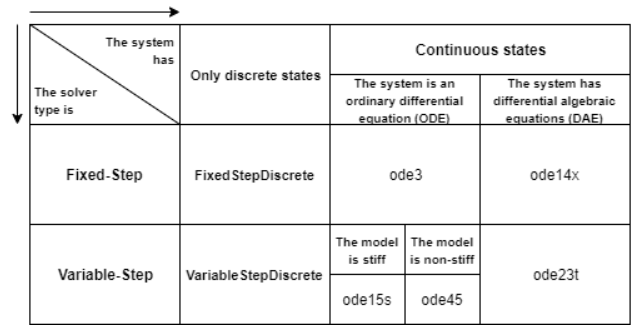 The system
has
The solver
type is
Only discrete states
Continuous states
The system is an
ordinary differential
equation (ODE)
The system has
differential algebraic
equations (DAE)
Fixed-Step
FixedStepDiscrete
ode3
ode14x
Variable-Step
VariableStepDiscrete
The model
is stiff
The model
is non-stiff
ode15s
ode45
ode23t